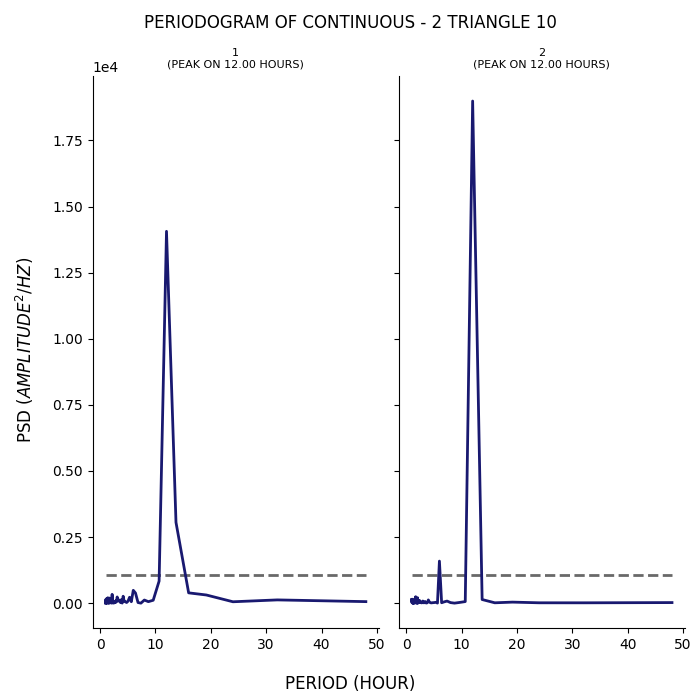 PERIODOGRAM OF CONTINUOUS - 2 TRIANGLE 10
1
(PEAK ON 12.00 HOURS)
2
(PEAK ON 12.00 HOURS)
1e4
1.75
1.50
1.25
1.00
0.75
0.50
0.25
0.00
PSD (AMPLITUDE²/HZ)
0 10 20 30 40 50
0 10 20 30 40 50
PERIOD (HOUR)